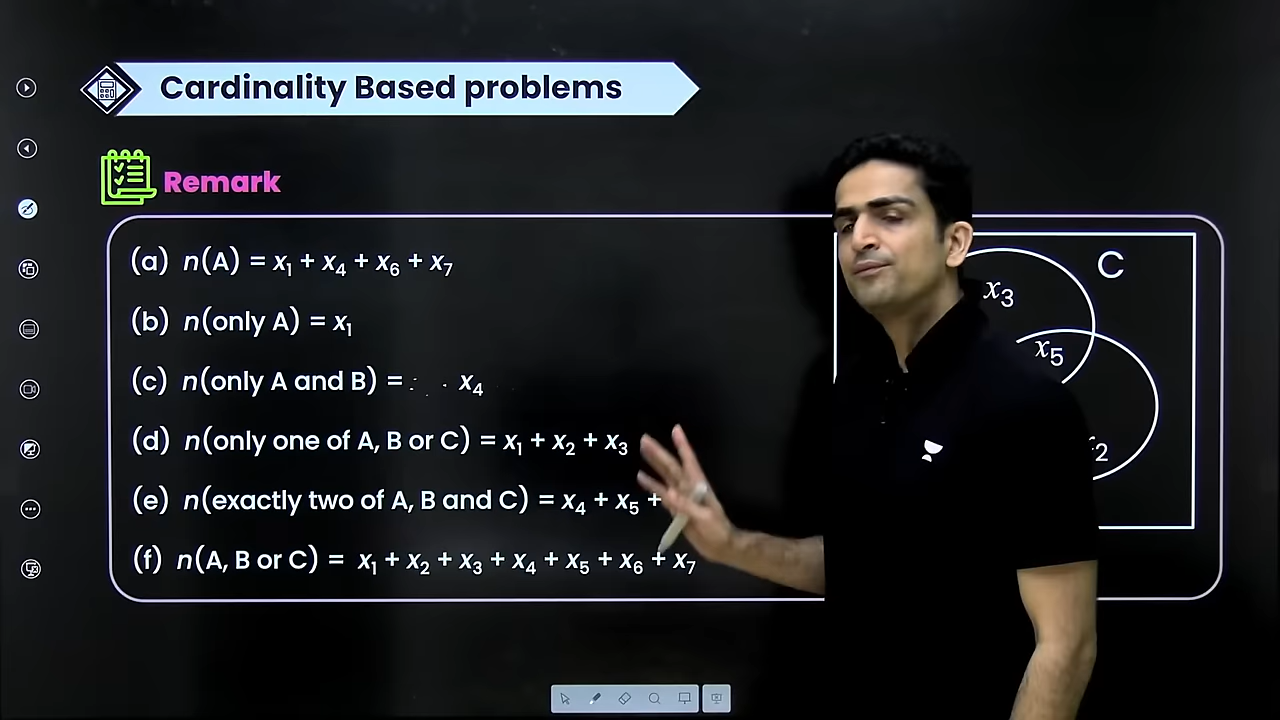 Cardinality Based problems
Remark
(a) n(A) = x₁ + x₄ + x₆ + x₇
(b) n(only A) = x₁
(c) n(only A and B) = x₄
(d) n(only one of A, B or C) = x₁ + x₂ + x₃
(e) n(exactly two of A, B and C) = x₄ + x₅ +
(f) n(A, B or C) = x₁ + x₂ + x₃ + x₄ + x₅ + x₆ + x₇
C
x₃
x₅